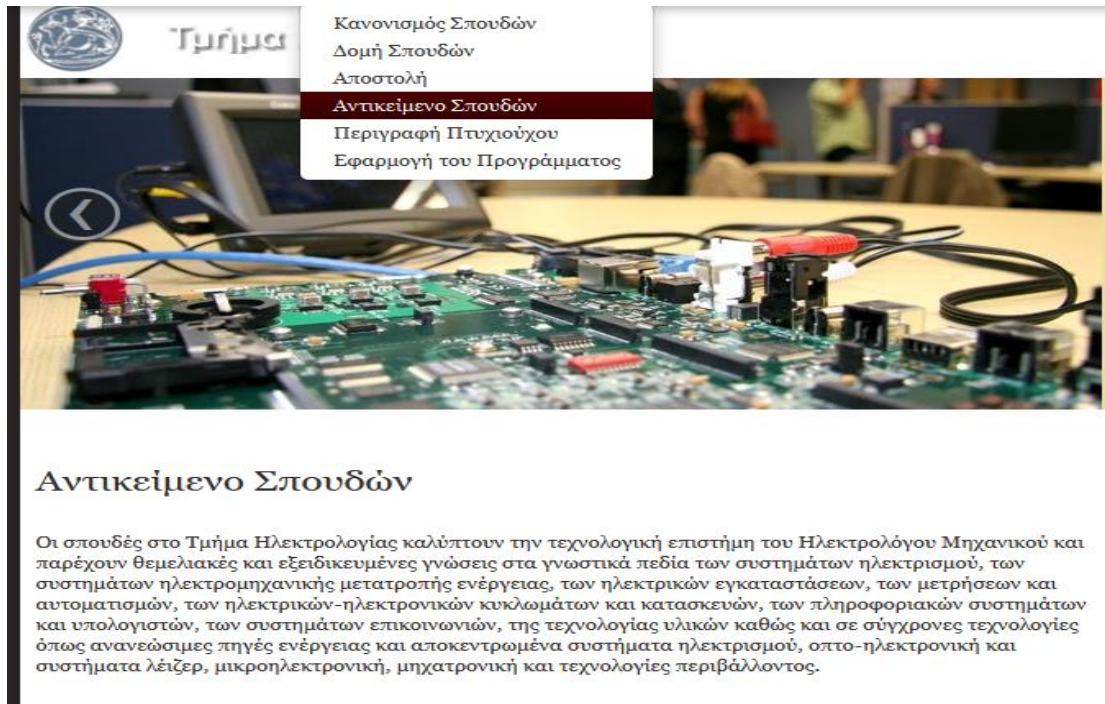 Τμήμα
Κανονισμός Σπουδών
Δομή Σπουδών
Αποστολή
Αντικείμενο Σπουδών
Περιγραφή Πτυχιούχου
Εφαρμογή του Προγράμματος
Αντικείμενο Σπουδών
Οι σπουδές στο Τμήμα Ηλεκτρολογίας καλύπτουν την τεχνολογική επιστήμη του Ηλεκτρολόγου Μηχανικού και
παρέχουν θεμελιακές και εξειδικευμένες γνώσεις στα γνωστικά πεδία των συστημάτων ηλεκτρισμού, των
συστημάτων ηλεκτρομηχανικής μετατροπής ενέργειας, των ηλεκτρικών εγκαταστάσεων, των μετρήσεων και
αυτοματισμών, των ηλεκτρικών-ηλεκτρονικών κυκλωμάτων και κατασκευών, των πληροφοριακών συστημάτων
και υπολογιστών, των συστημάτων επικοινωνιών, της τεχνολογίας υλικών καθώς και σε σύγχρονες τεχνολογίες
όπως ανανεώσιμες πηγές ενέργειας και αποκεντρωμένα συστήματα ηλεκτρισμού, οπτο-ηλεκτρονική και
συστήματα λέιζερ, μικροηλεκτρονική, μηχατρονική και τεχνολογίες περιβάλλοντος.